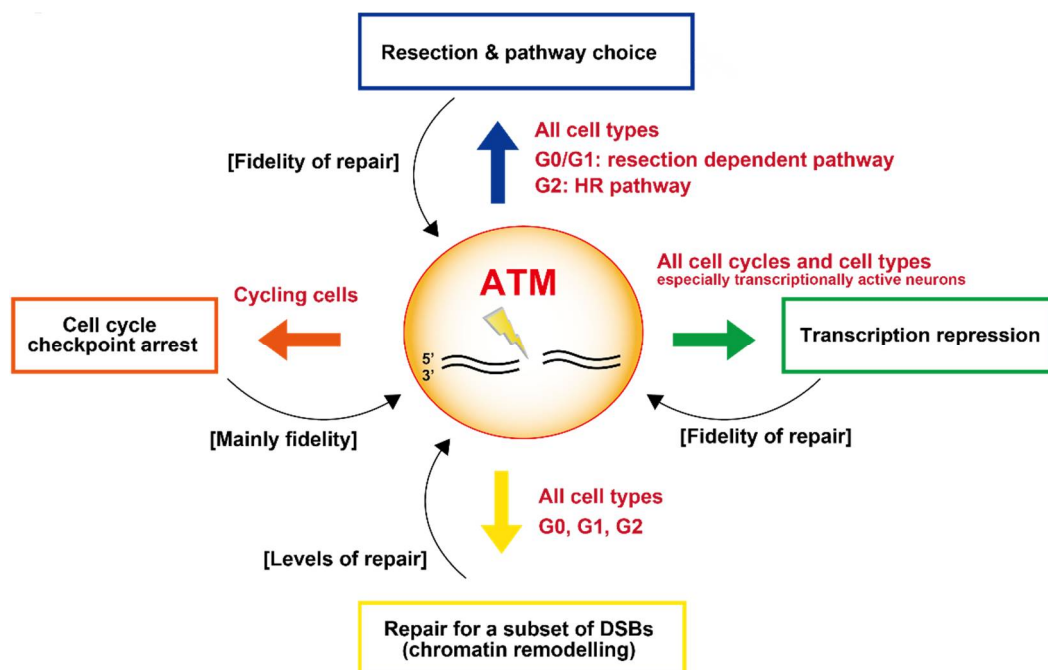 Resection & pathway choice
All cell types
G0/G1: resection dependent pathway
G2: HR pathway
[Fidelity of repair]
ATM
5’
3’
All cell cycles and cell types
especially transcriptionally active neurons
Transcription repression
[Fidelity of repair]
Cycling cells
Cell cycle
checkpoint arrest
[Mainly fidelity]
All cell types
G0, G1, G2
[Levels of repair]
Repair for a subset of DSBs
(chromatin remodelling)